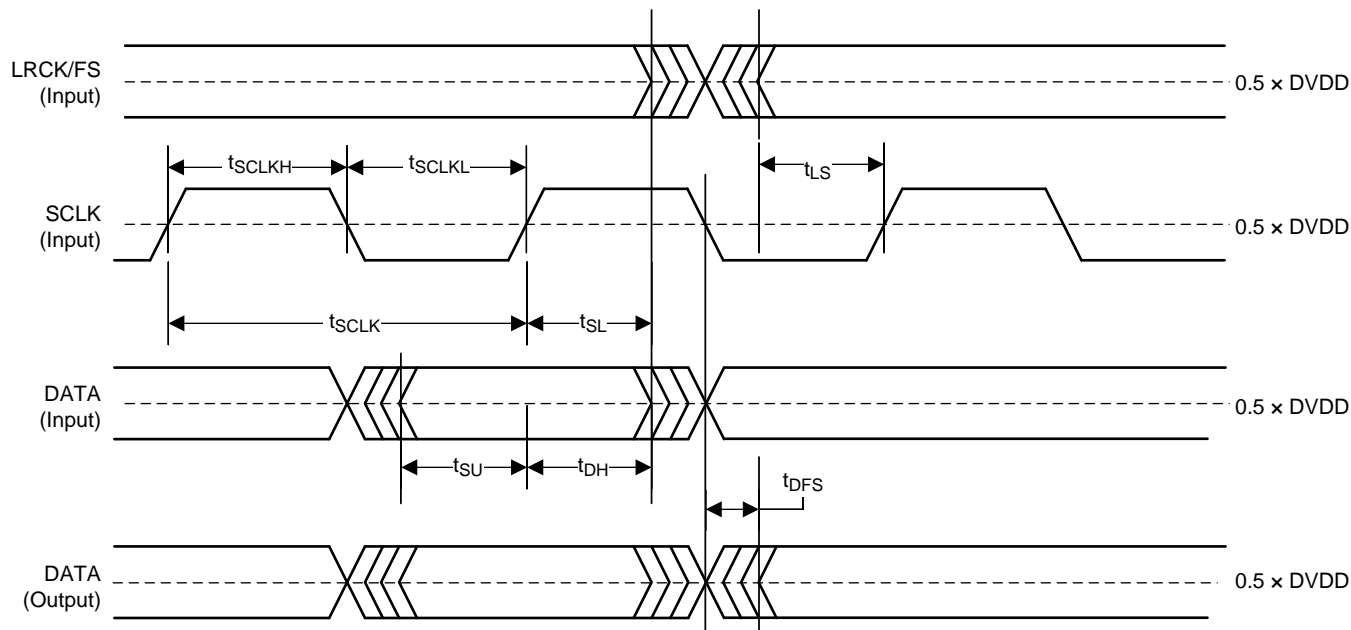 LRCK/FS
(Input)
0.5 × DVDD
tSCLKH
tSCLKL
tLS
SCLK
(Input)
0.5 × DVDD
tSCLK
tSL
DATA
(Input)
0.5 × DVDD
tSU
tDH
tDFS
DATA
(Output)
0.5 × DVDD